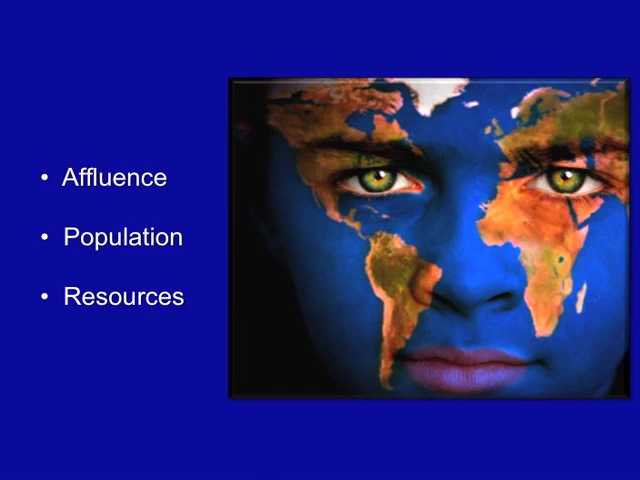 • Affluence
• Population
• Resources